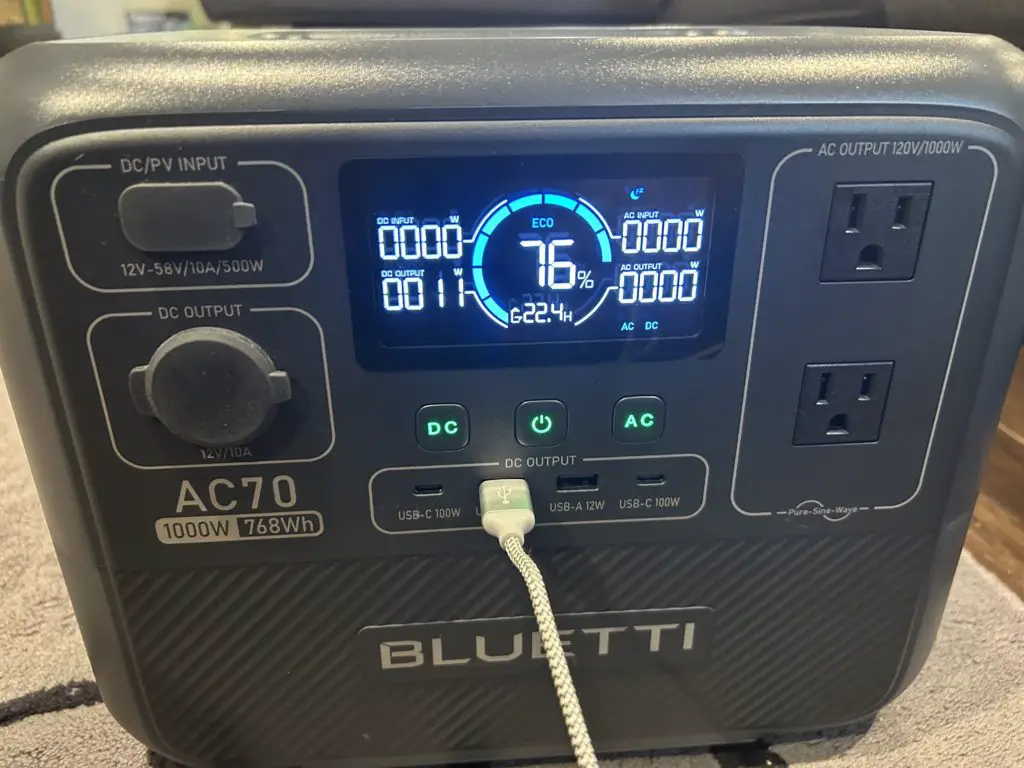 DC/PV INPUT
12V-58V/10A/500W
DC OUTPUT
12V/10A
AC70
1000W 768Wh
DC INPUT W
0000
DC OUTPUT W
0011
ECO
76%
22.4H
AC INPUT W
0000
AC OUTPUT W
0000
AC DC
DC
AC
DC OUTPUT
USB-C 100W
USB-A 12W
USB-C 100W
AC OUTPUT 120V/1000W
Pure-Sine-Wave
BLUETTI